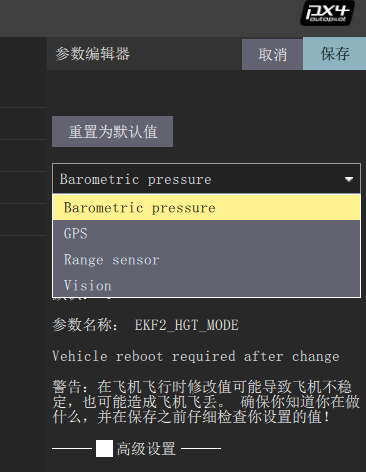 px4
autopilot
参数编辑器
取消
保存
重置为默认值
Barometric pressure
Barometric pressure
GPS
Range sensor
Vision
参数名称： EKF2_HGT_MODE
Vehicle reboot required after change
警告：在飞机飞行时修改值可能导致飞机不稳
定，也可能造成飞机飞丢。 确保你知道你在做
什么，并在保存之前仔细检查你设置的值！
高级设置